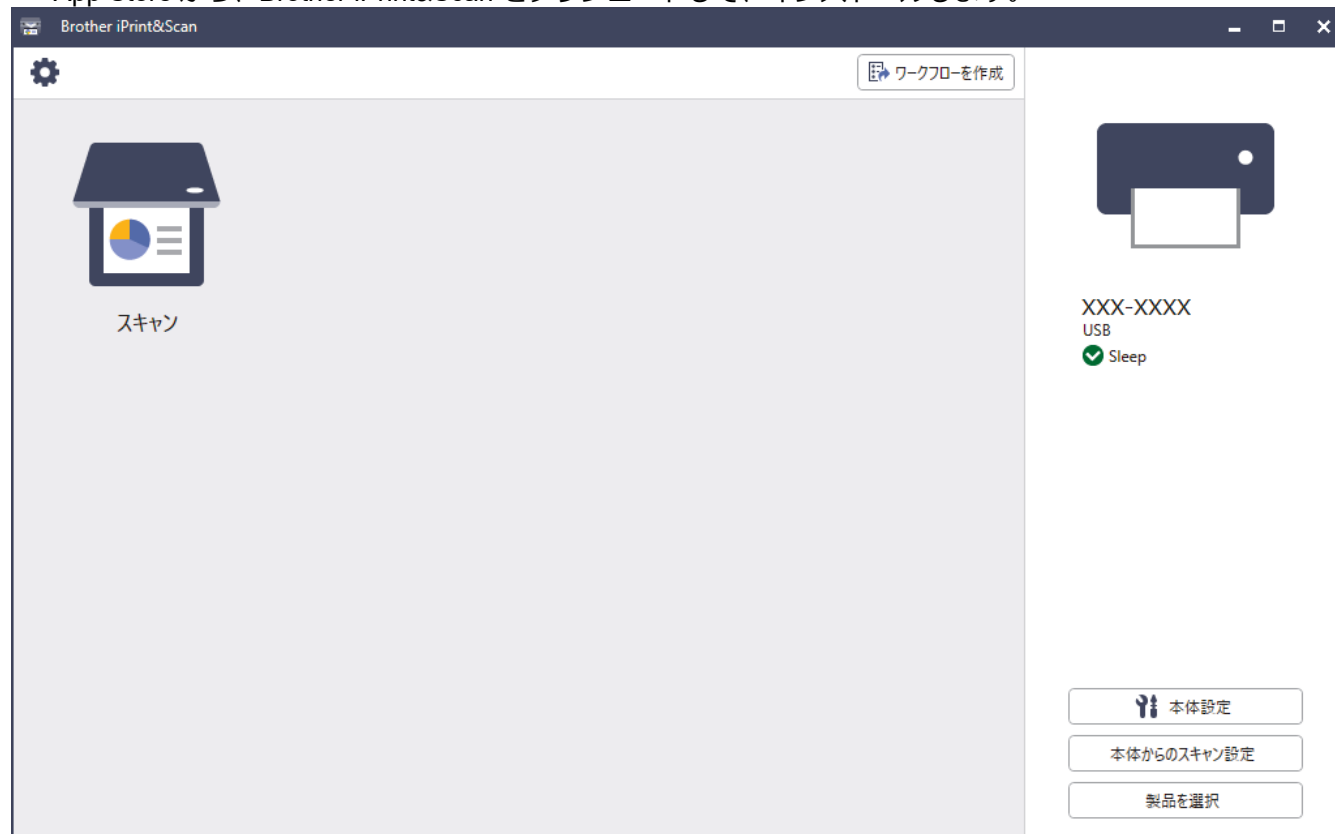 Brother iPrint&Scan
ワークフローを作成
スキャン
XXX-XXXX
USB
Sleep
本体設定
本体からのスキャン設定
製品を選択